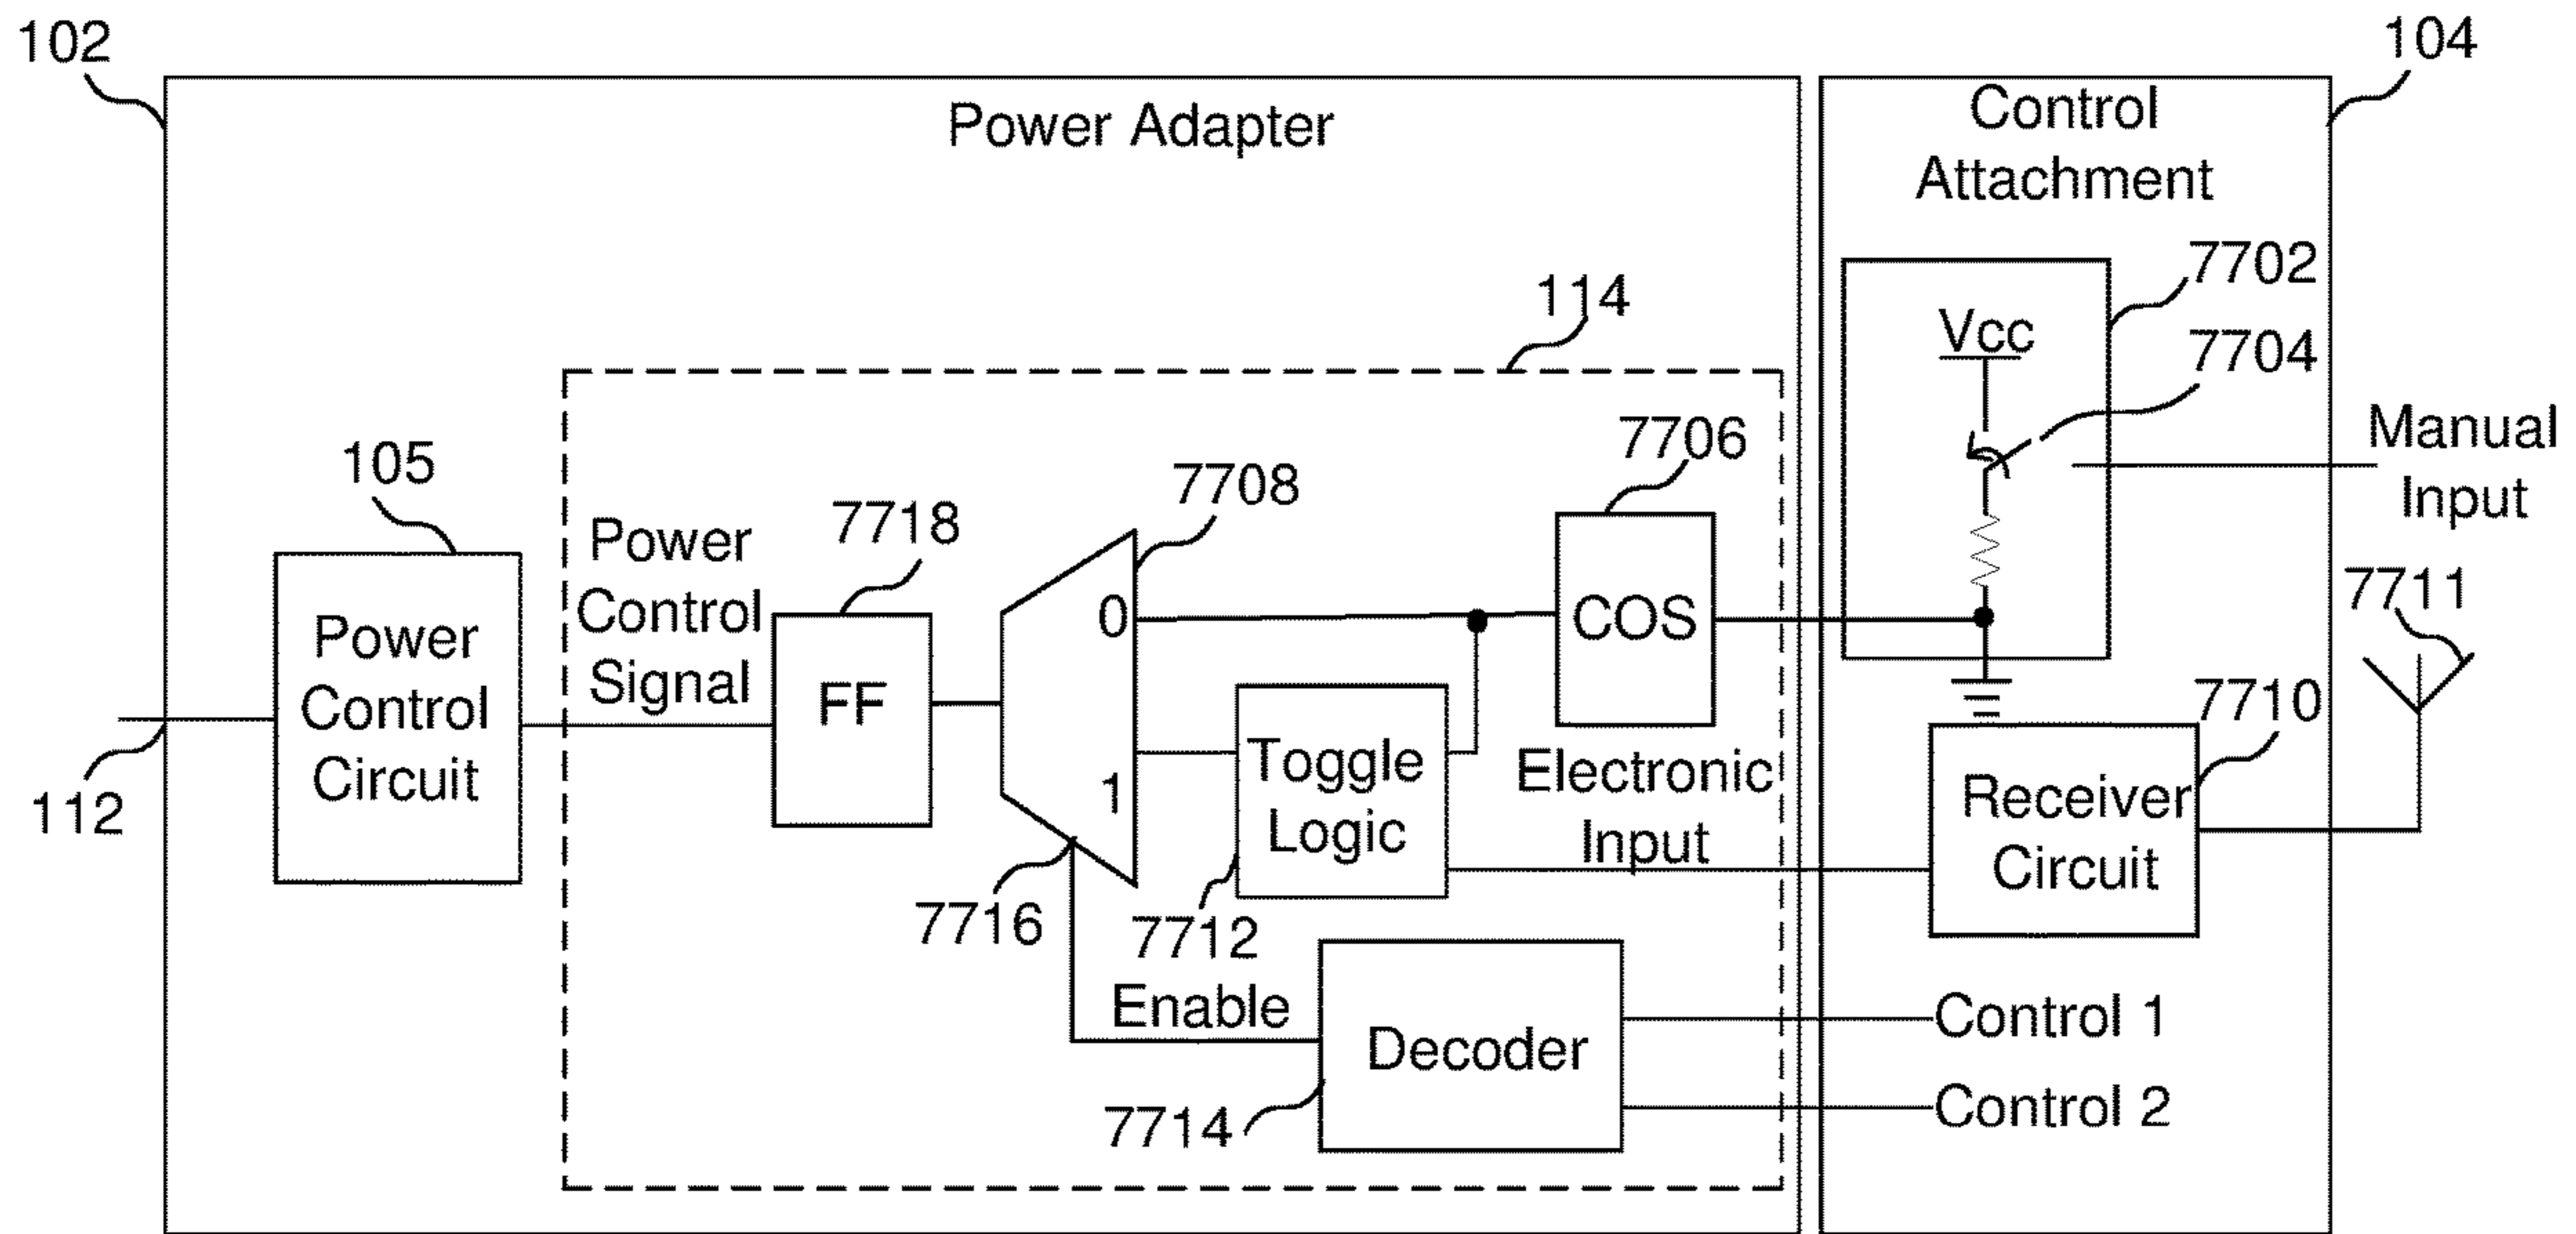 102
104
Power Adapter
Control
Attachment
7702
Vcc
7704
114
Manual
Input
7706
105
7708
7718
Power
Control
Signal
Power
Control
Circuit
FF
0
1
COS
7711
7710
Toggle
Logic
Electronic
Input
Receiver
Circuit
112
7716
7712
Enable
Decoder
Control 1
Control 2
7714